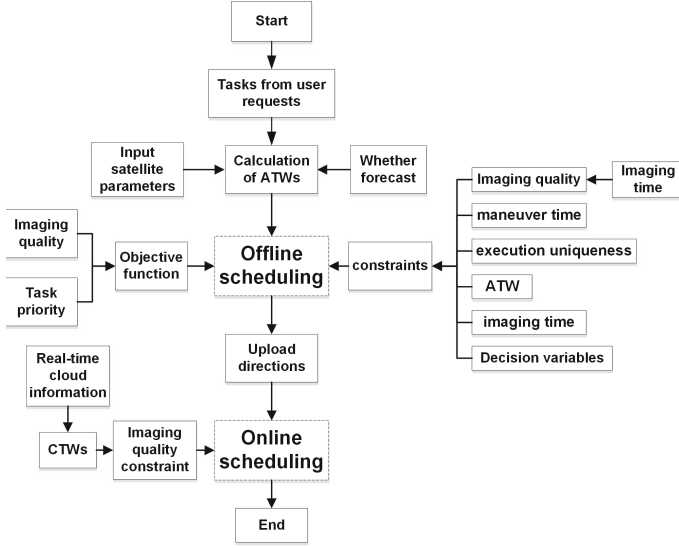 Start
Tasks from user
requests
Input
satellite
parameters
Calculation
of ATWs
Whether
forecast
Imaging quality
Imaging
time
maneuver time
execution uniqueness
ATW
imaging time
Decision variables
constraints
Imaging
quality
Task
priority
Objective
function
Offline
scheduling
Upload
directions
Real-time
cloud
information
CTWs
Imaging
quality
constraint
Online
scheduling
End